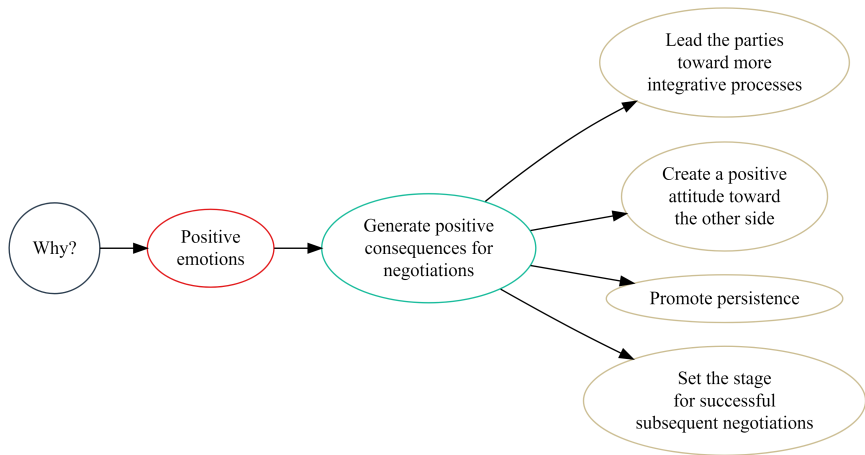 Why?
Positive
emotions
Generate positive
consequences for
negotiations
Lead the parties
toward more
integrative processes
Create a positive
attitude toward
the other side
Promote persistence
Set the stage
for successful
subsequent negotiations